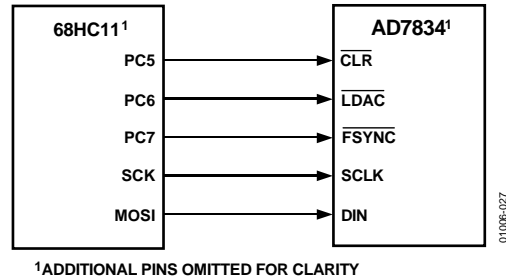 68HC11¹
AD7834¹
PC5
CLR
PC6
LDAC
PC7
FSYNC
SCK
SCLK
MOSI
DIN
01006-027
¹ADDITIONAL PINS OMITTED FOR CLARITY